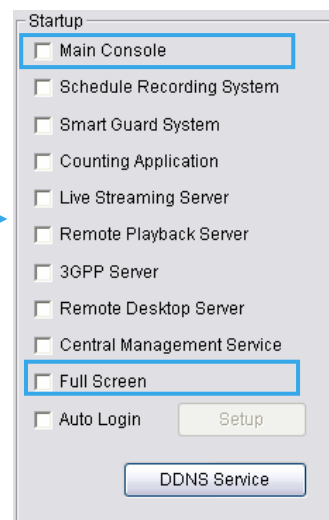 Startup
Main Console
Schedule Recording System
Smart Guard System
Counting Application
Live Streaming Server
Remote Playback Server
3GPP Server
Remote Desktop Server
Central Management Service
Full Screen
Auto Login Setup
DDNS Service